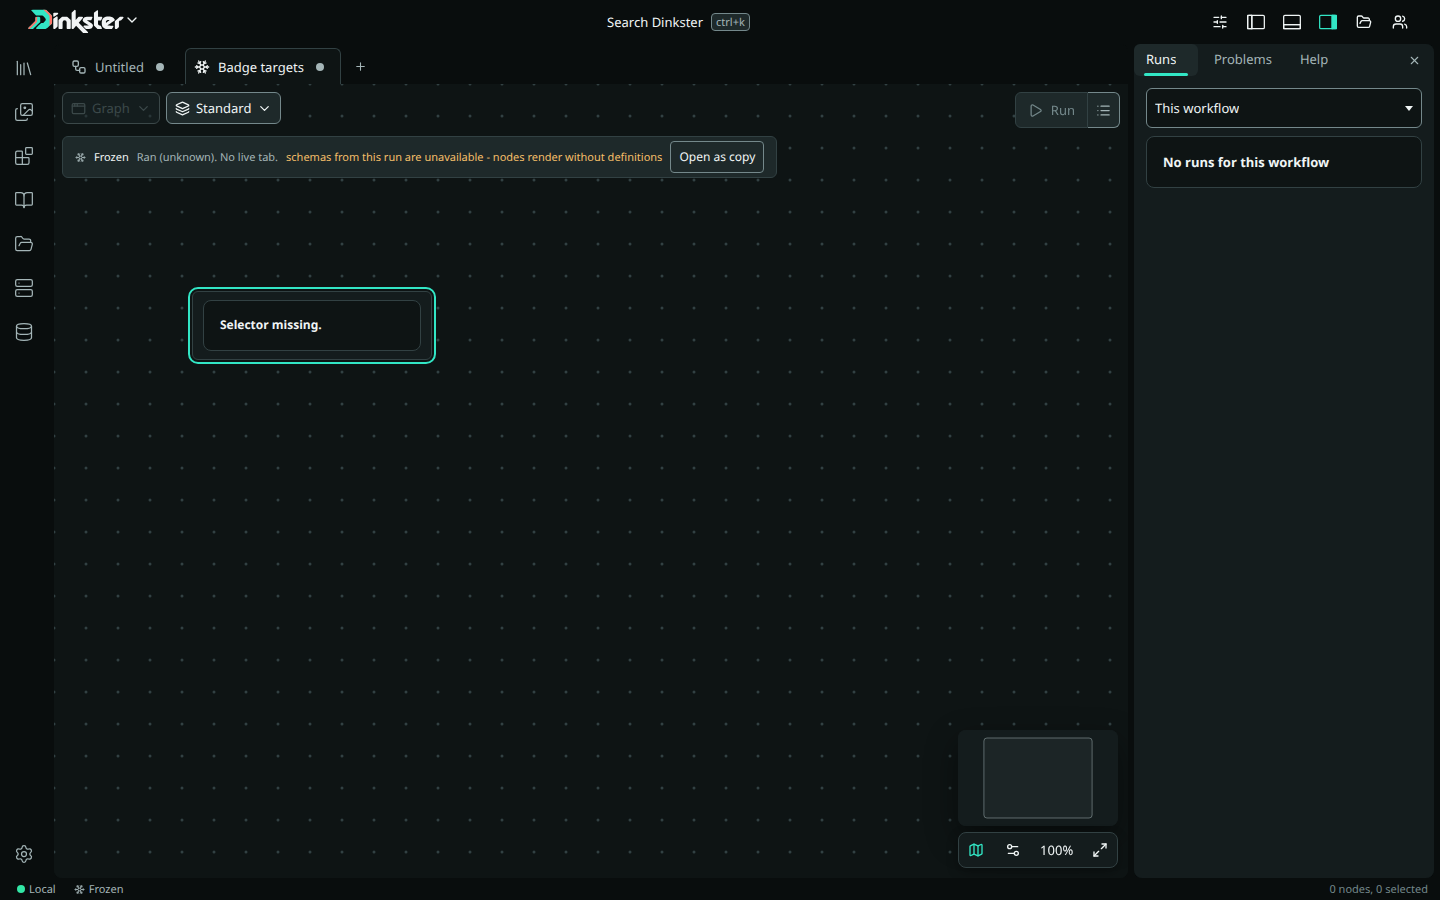 Dinkster
Search Dinkster ctrl+k
Untitled
Badge targets
Graph
Standard
Run
Frozen Ran (unknown). No live tab. schemas from this run are unavailable - nodes render without definitions Open as copy
Selector missing.
100%
Runs Problems Help
This workflow
No runs for this workflow
Local Frozen
0 nodes, 0 selected